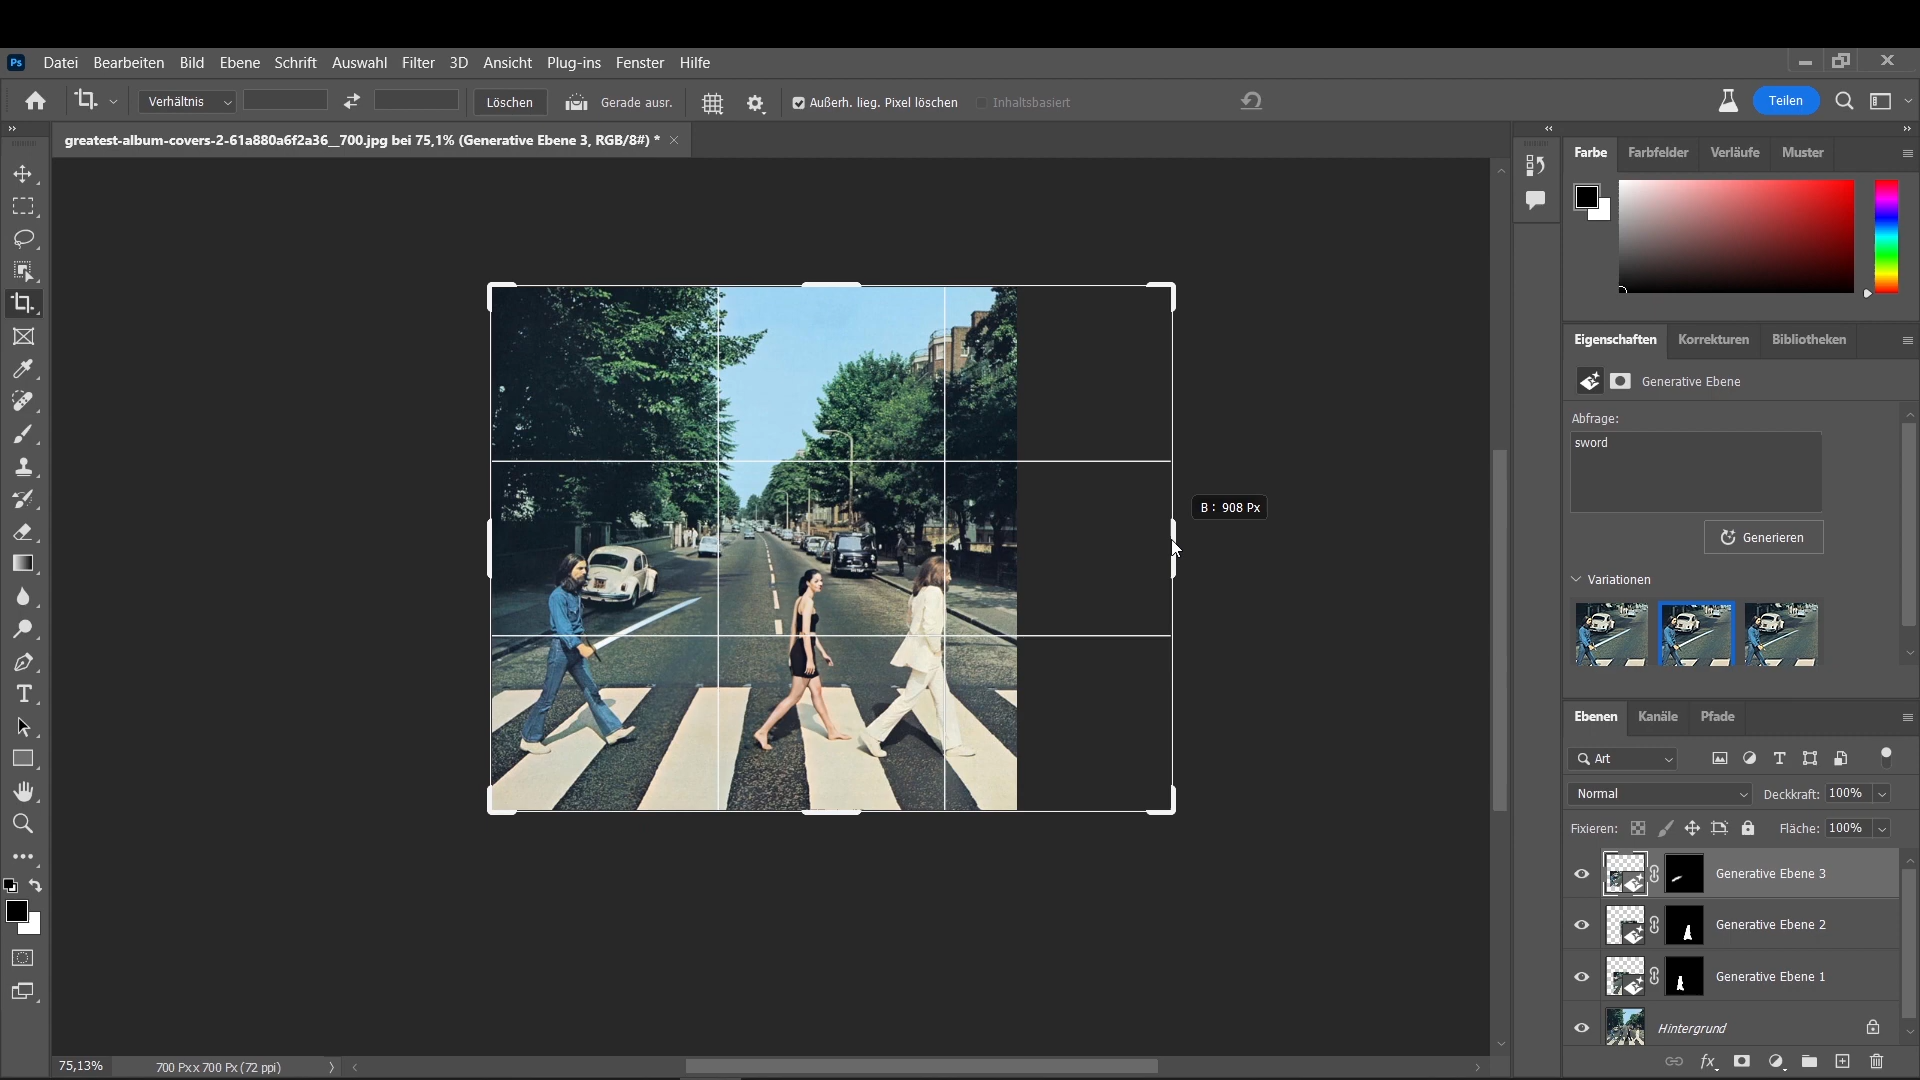 Ps Datei Bearbeiten Bild Ebene Schrift Auswahl Filter 3D Ansicht Plug-ins Fenster Hilfe
Verhältnis Löschen Gerade ausr. Außerh. lieg. Pixel löschen Inhaltsbasiert Teilen
greatest-album-covers-2-61a880a6f2a36__700.jpg bei 75,1% (Generative Ebene 3, RGB/8#) *
Farbe Farbfelder Verläufe Muster
Eigenschaften Korrekturen Bibliotheken
Generative Ebene
Abfrage:
sword
B : 908 Px
Generieren
Variationen
Ebenen Kanäle Pfade
Art
Normal Deckkraft: 100%
Fixieren: Fläche: 100%
Generative Ebene 3
Generative Ebene 2
Generative Ebene 1
Hintergrund
fx
75,13% 700 Px x 700 Px (72 ppi)